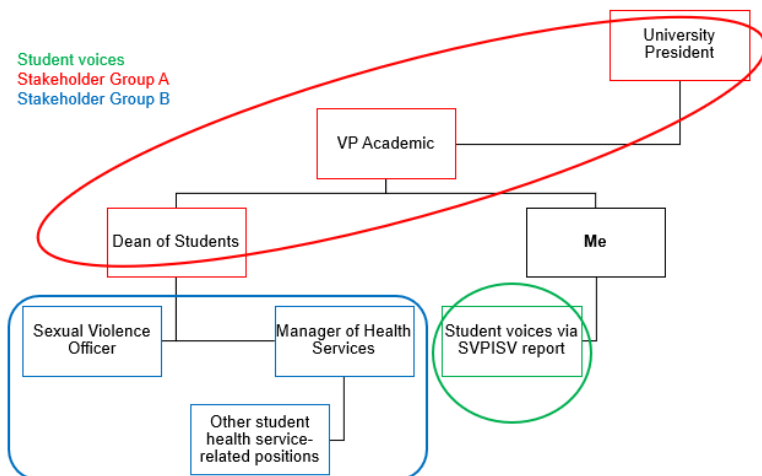 University
President
Student voices
Stakeholder Group A
Stakeholder Group B
VP Academic
Dean of Students
Me
Sexual Violence
Officer
Manager of Health
Services
Student voices via
SVPISV report
Other student
health service-
related positions